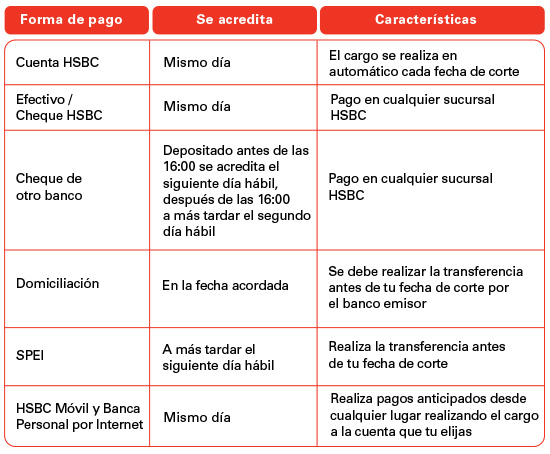 Forma de pago
Se acredita
Características
Cuenta HSBC
Mismo día
El cargo se realiza en
automático cada fecha de corte
Efectivo /
Cheque HSBC
Mismo día
Pago en cualquier sucursal
HSBC
Cheque de
otro banco
Depositado antes de las
16:00 se acredita el
siguiente día hábil,
después de las 16:00
a más tardar el segundo
día hábil
Pago en cualquier sucursal
HSBC
Domiciliación
En la fecha acordada
Se debe realizar la transferencia
antes de tu fecha de corte por
el banco emisor
SPEI
A más tardar el
siguiente día hábil
Realiza la transferencia antes
de tu fecha de corte
HSBC Móvil y Banca
Personal por Internet
Mismo día
Realiza pagos anticipados desde
cualquier lugar realizando el cargo
a la cuenta que tu elijas